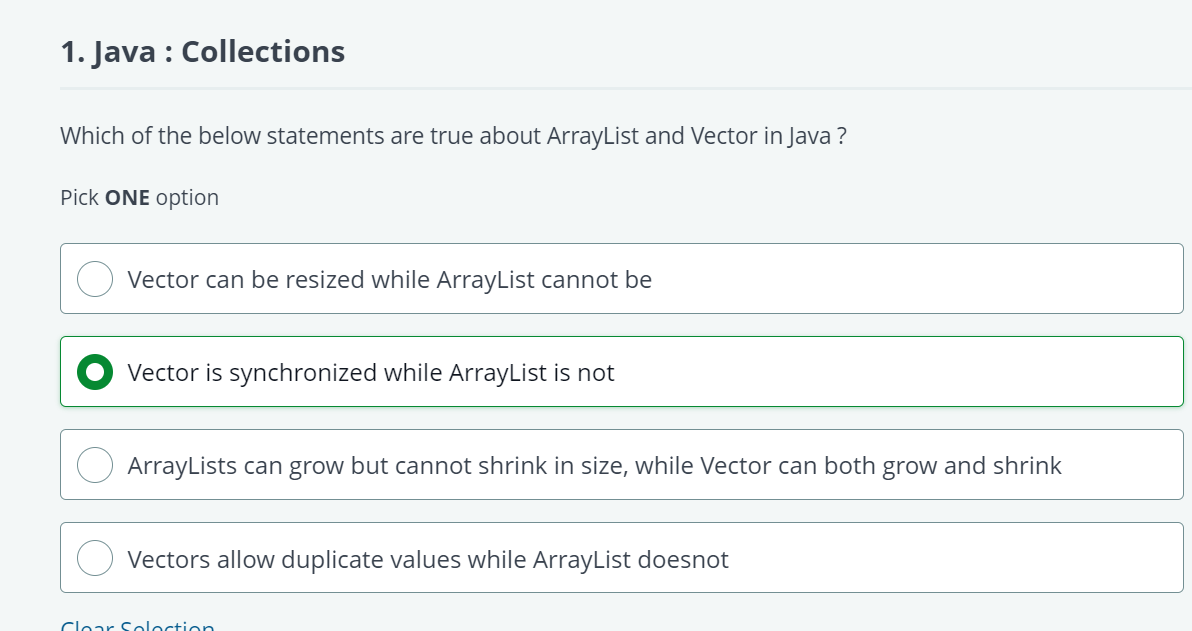 1. Java : Collections
Which of the below statements are true about ArrayList and Vector in Java ?
Pick ONE option
Vector can be resized while ArrayList cannot be
Vector is synchronized while ArrayList is not
ArrayLists can grow but cannot shrink in size, while Vector can both grow and shrink
Vectors allow duplicate values while ArrayList doesnot
Clear Selection